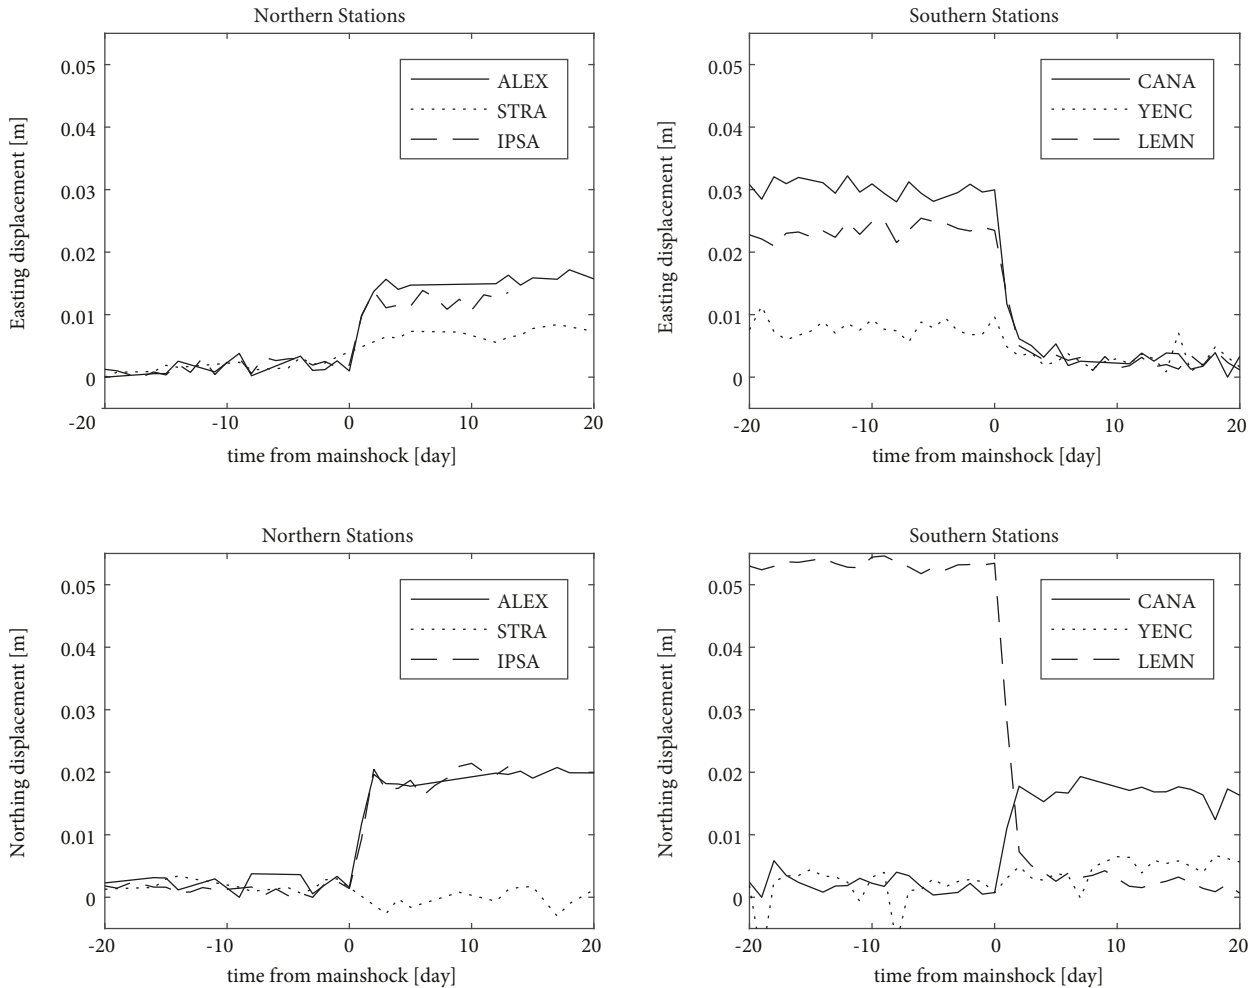 Northern Stations
0.05
0.04
0.03
0.02
0.01
0
-20
-10
0
10
20
Easting displacement [m]
time from mainshock [day]
ALEX
STRA
IPSA
Southern Stations
0.05
0.04
0.03
0.02
0.01
0
-20
-10
0
10
20
Easting displacement [m]
time from mainshock [day]
CANA
YENC
LEMN
Northern Stations
0.05
0.04
0.03
0.02
0.01
0
-20
-10
0
10
20
Northing displacement [m]
time from mainshock [day]
ALEX
STRA
IPSA
Southern Stations
0.05
0.04
0.03
0.02
0.01
0
-20
-10
0
10
20
Northing displacement [m]
time from mainshock [day]
CANA
YENC
LEMN